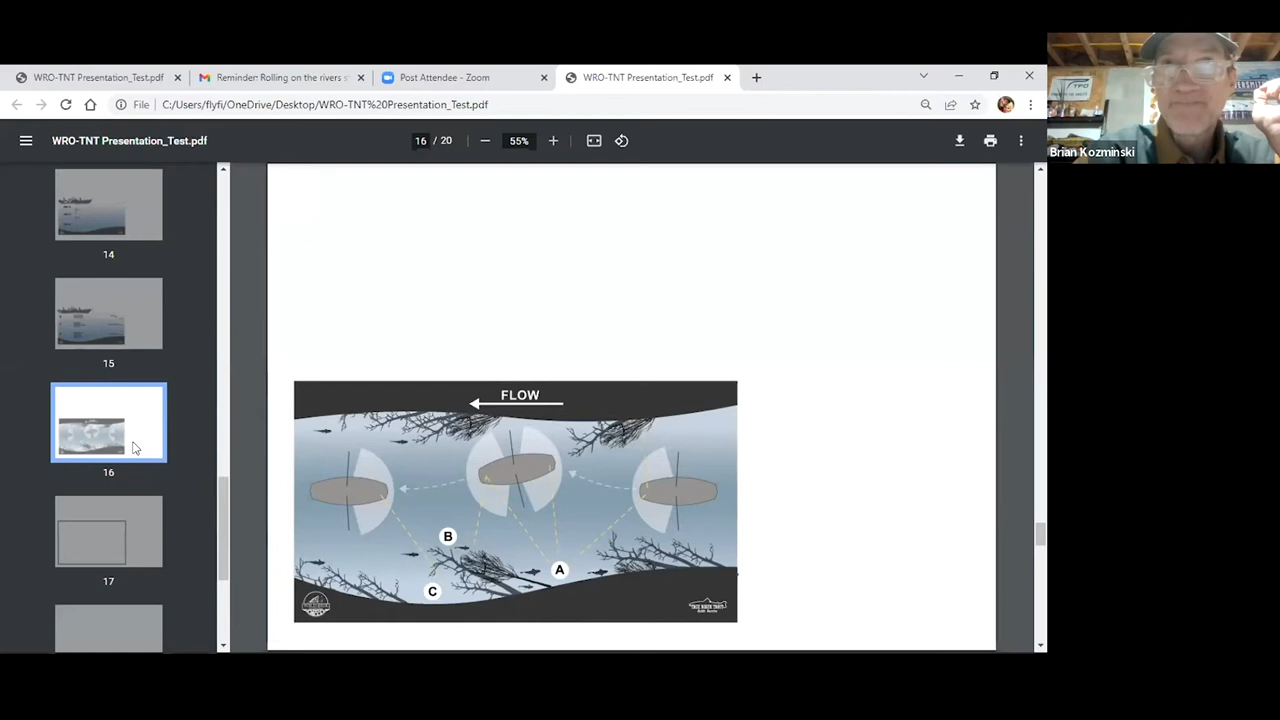 WRO-TNT Presentation_Test.pdf
Reminder: Rolling on the rivers s
Post Attendee - Zoom
WRO-TNT Presentation_Test.pdf
File
C:/Users/flyfi/OneDrive/Desktop/WRO-TNT%20Presentation_Test.pdf
WRO-TNT Presentation_Test.pdf
16 / 20
55%
Brian Kozminski
14
15
16
17
FLOW
B
A
C
TFO